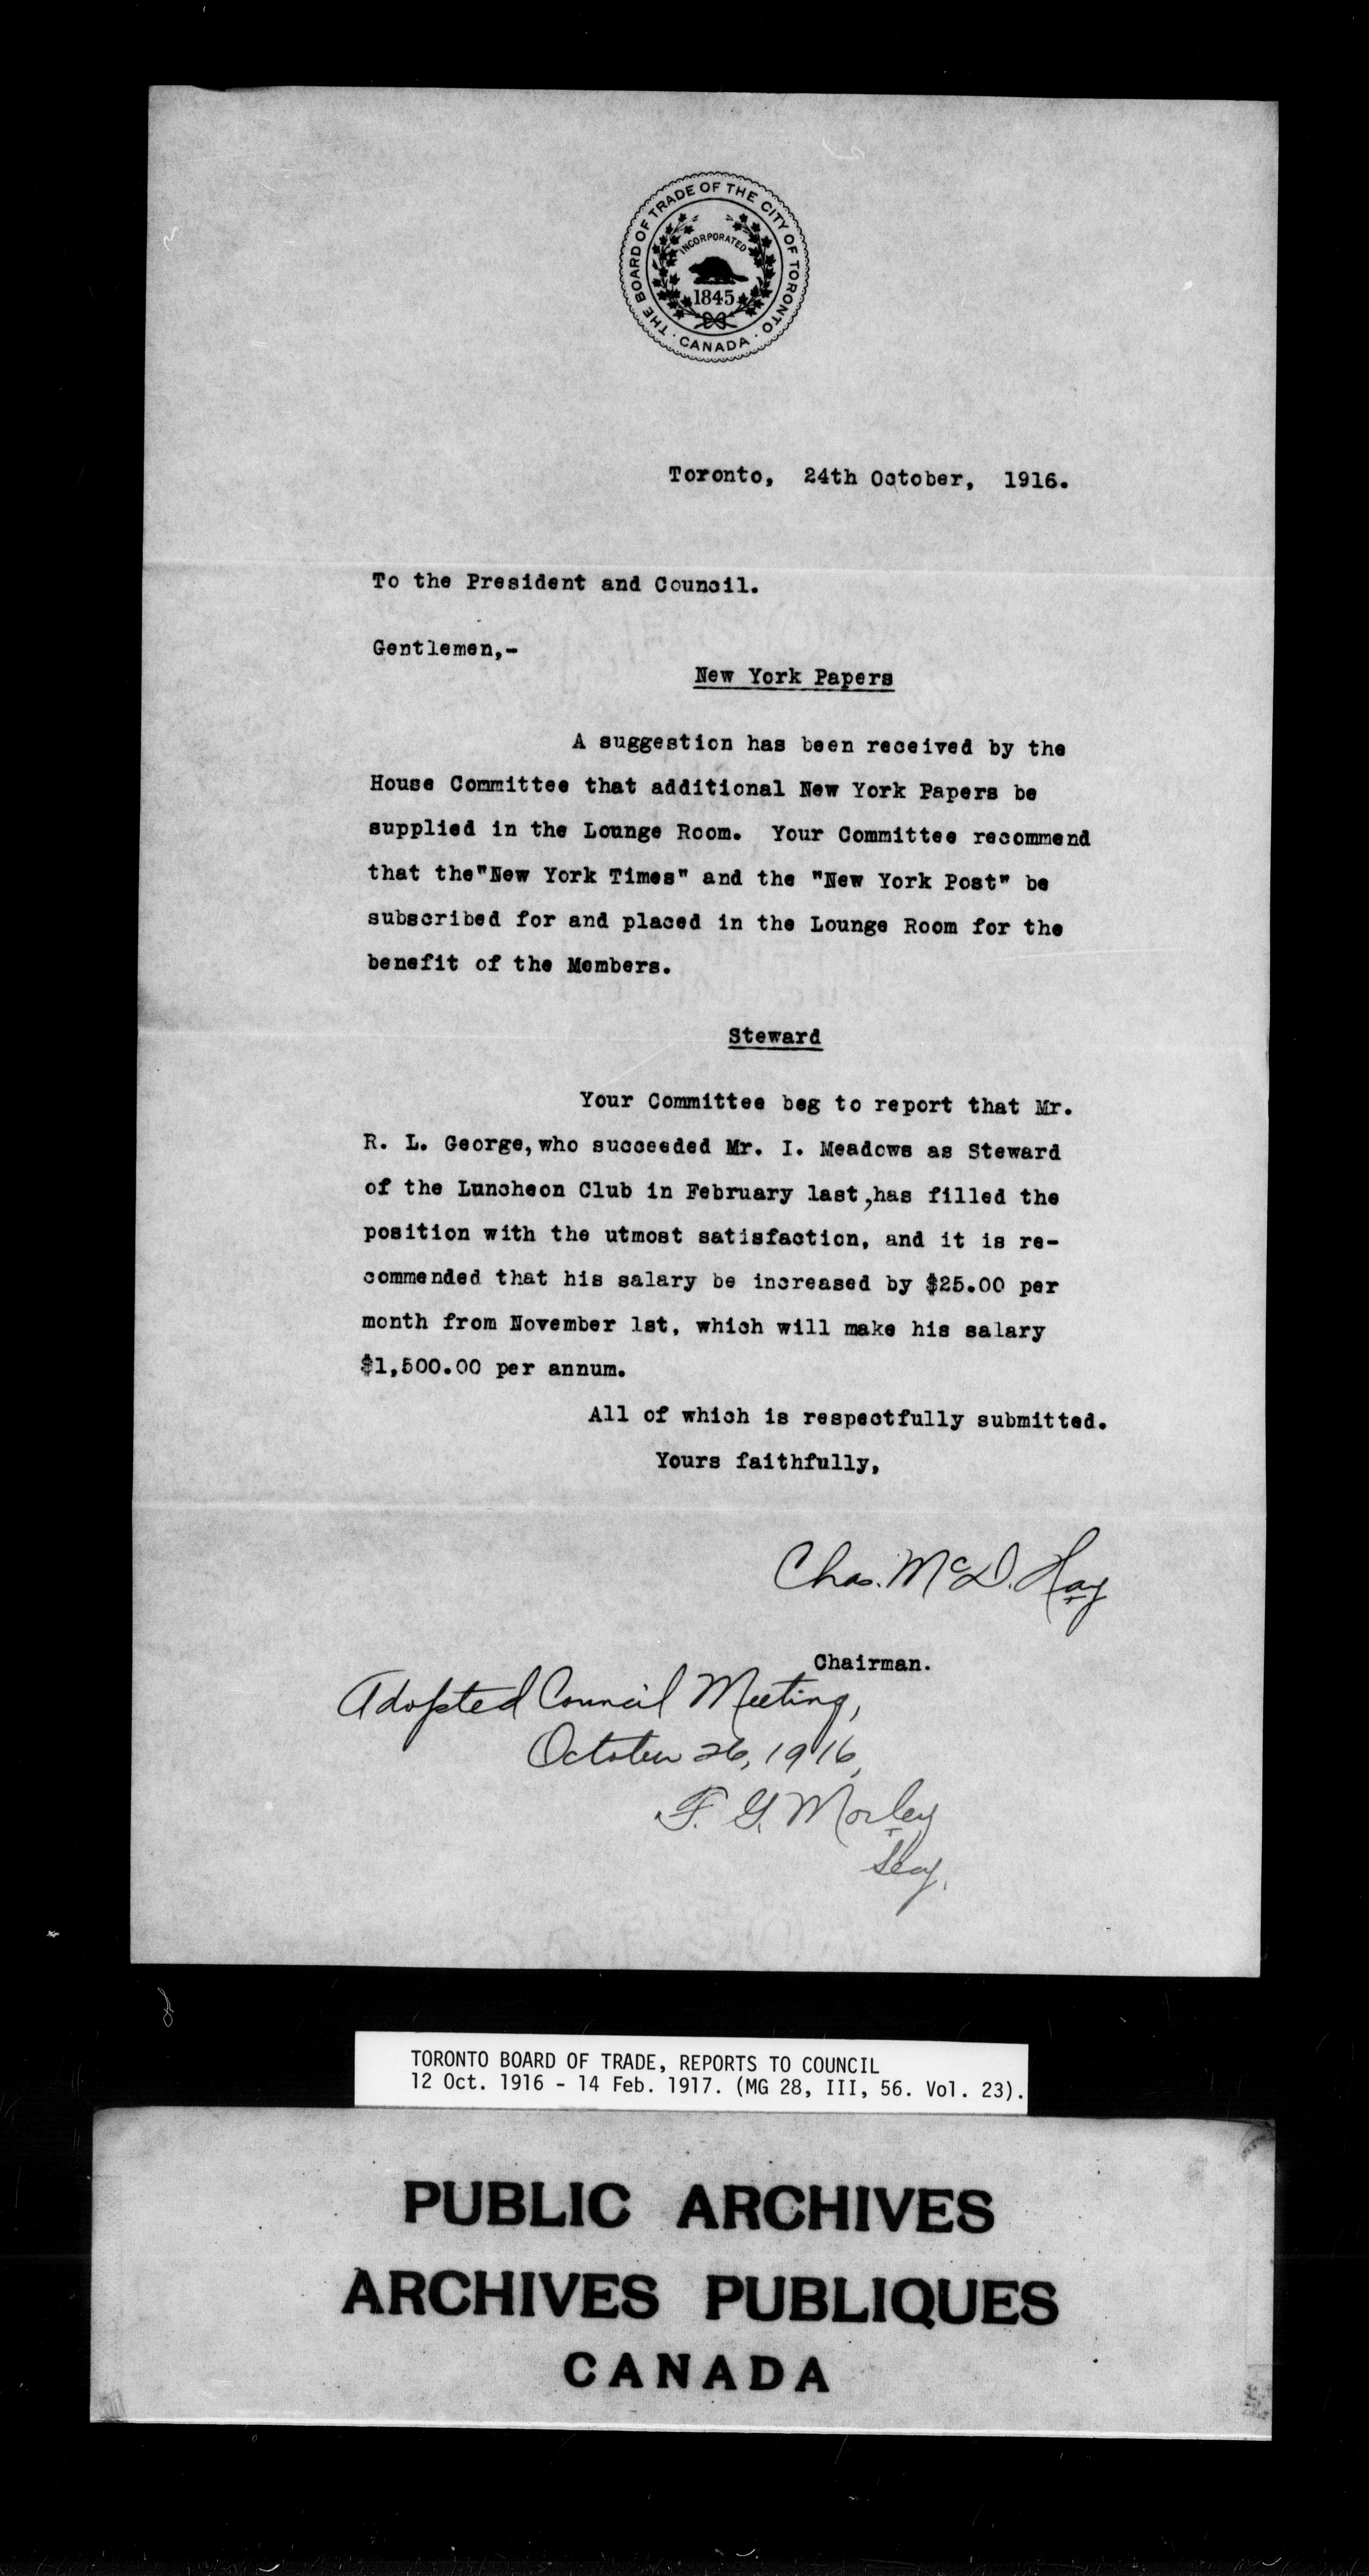 THE BOARD OF TRADE OF THE CITY OF TORONTO
· CANADA ·
INCORPORATED
1845
Toronto, 24th October, 1916.
To the President and Council.
Gentlemen,-
New York Papers
A suggestion has been received by the
House Committee that additional New York Papers be
supplied in the Lounge Room. Your Committee recommend
that the"New York Times" and the "New York Post" be
subscribed for and placed in the Lounge Room for the
benefit of the Members.
Steward
Your Committee beg to report that Mr.
R. L. George, who succeeded Mr. I. Meadows as Steward
of the Luncheon Club in February last, has filled the
position with the utmost satisfaction, and it is re-
commended that his salary be increased by $25.00 per
month from November 1st, which will make his salary
$1,500.00 per annum.
All of which is respectfully submitted.
Yours faithfully,
Chas. McD. Hay
Chairman.
Adopted Council Meeting,
October 26, 1916,
F. G. Morley
Secy.
TORONTO BOARD OF TRADE, REPORTS TO COUNCIL
12 Oct. 1916 - 14 Feb. 1917. (MG 28, III, 56. Vol. 23).
PUBLIC ARCHIVES
ARCHIVES PUBLIQUES
CANADA